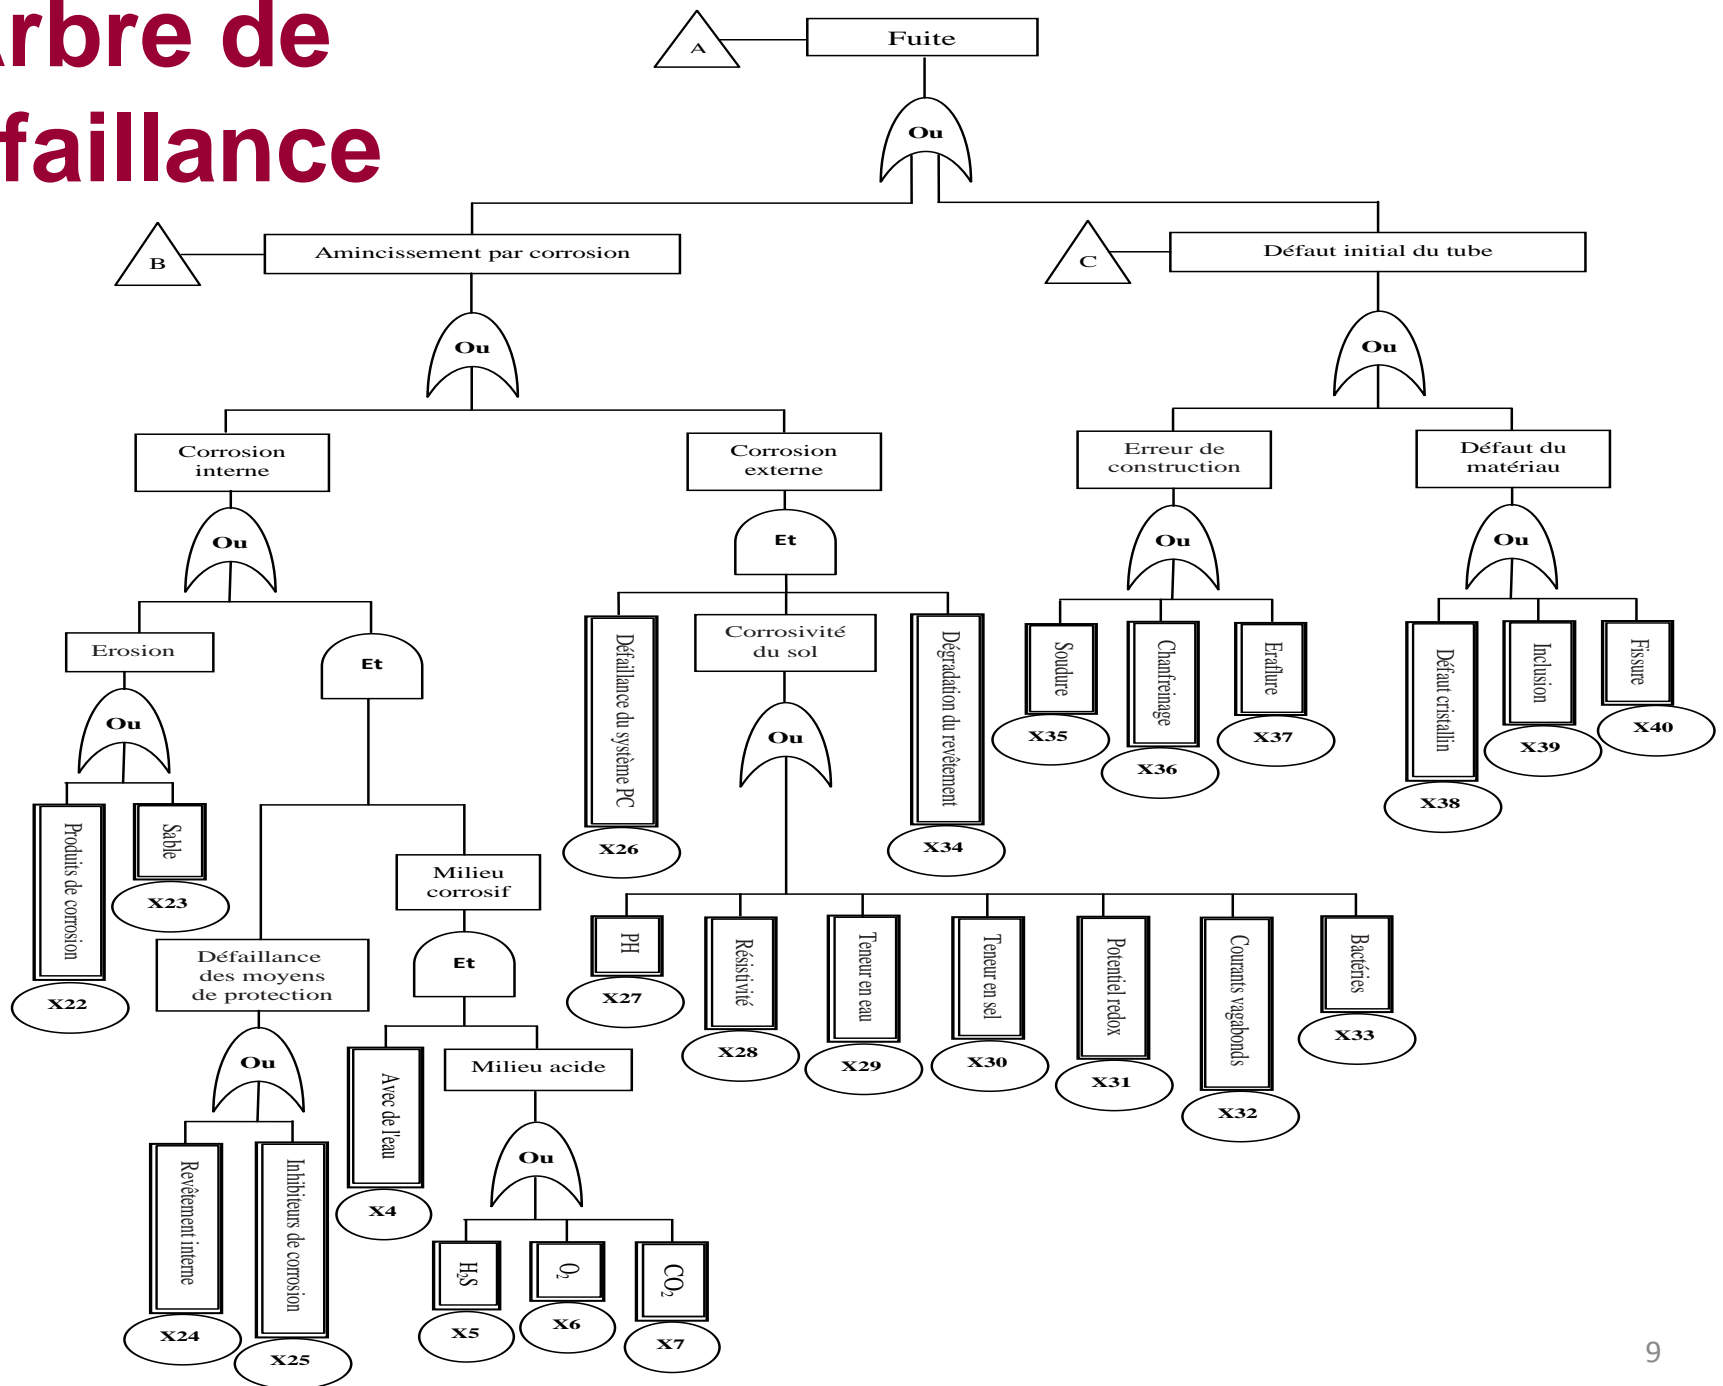 Arbre de
faillance
A
Fuite
Ou
B
Amincissement par corrosion
C
Défaut initial du tube
Ou
Ou
Corrosion
interne
Corrosion
externe
Erreur de
construction
Défaut du
matériau
Ou
Et
Ou
Ou
Erosion
Et
Défaillance du système PC
Corrosivité
du sol
Dégradation du revêtement
Soudure
Chanfreinage
Eraflure
Défaut cristallin
Inclusion
Fissure
Ou
Ou
X35
X36
X37
X38
X39
X40
Produits de corrosion
Sable
X26
X34
X23
Milieu
corrosif
X22
Défaillance
des moyens
de protection
Et
PH
Résistivité
Teneur en eau
Teneur en sel
Potentiel redox
Courants vagabonds
Bactéries
X27
X28
X29
X30
X31
X32
X33
Ou
Avec de l'eau
Milieu acide
Revêtement interne
Inhibiteurs de corrosion
X4
Ou
H₂S
O₂
CO₂
X24
X25
X5
X6
X7
9